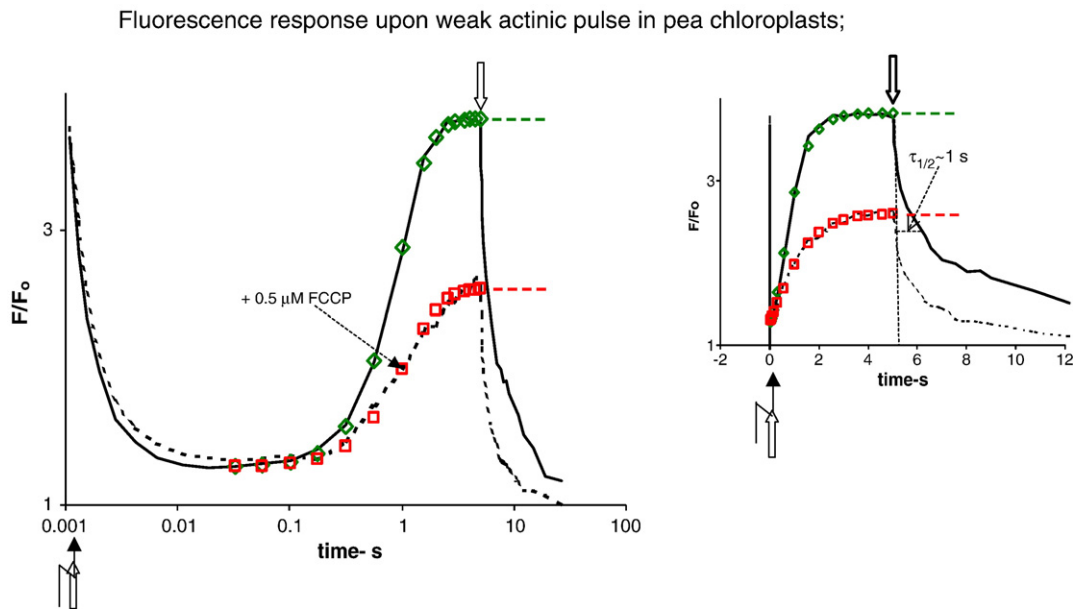 Fluorescence response upon weak actinic pulse in pea chloroplasts;
F/Fo
3
1
+ 0.5 μM FCCP
0.001 0.01 0.1 1 10 100
time- s
F/Fo
3
1
τ1/2~1 s
-2 0 2 4 6 8 10 12
time-s